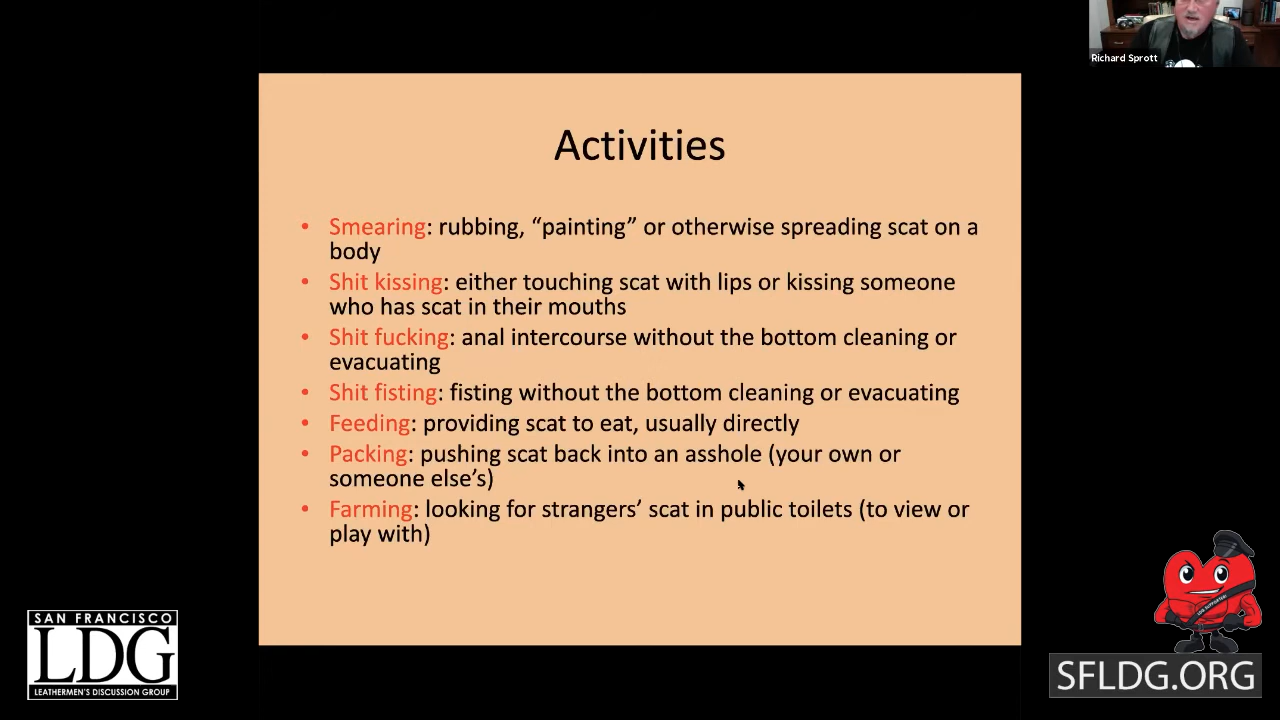 Richard Sprott
Activities
• Smearing: rubbing, “painting” or otherwise spreading scat on a
body
• Shit kissing: either touching scat with lips or kissing someone
who has scat in their mouths
• Shit fucking: anal intercourse without the bottom cleaning or
evacuating
• Shit fisting: fisting without the bottom cleaning or evacuating
• Feeding: providing scat to eat, usually directly
• Packing: pushing scat back into an asshole (your own or
someone else’s)
• Farming: looking for strangers’ scat in public toilets (to view or
play with)
SAN FRANCISCO
LDG
LEATHERMEN'S DISCUSSION GROUP
LDG SUPPORTER!
SFLDG.ORG